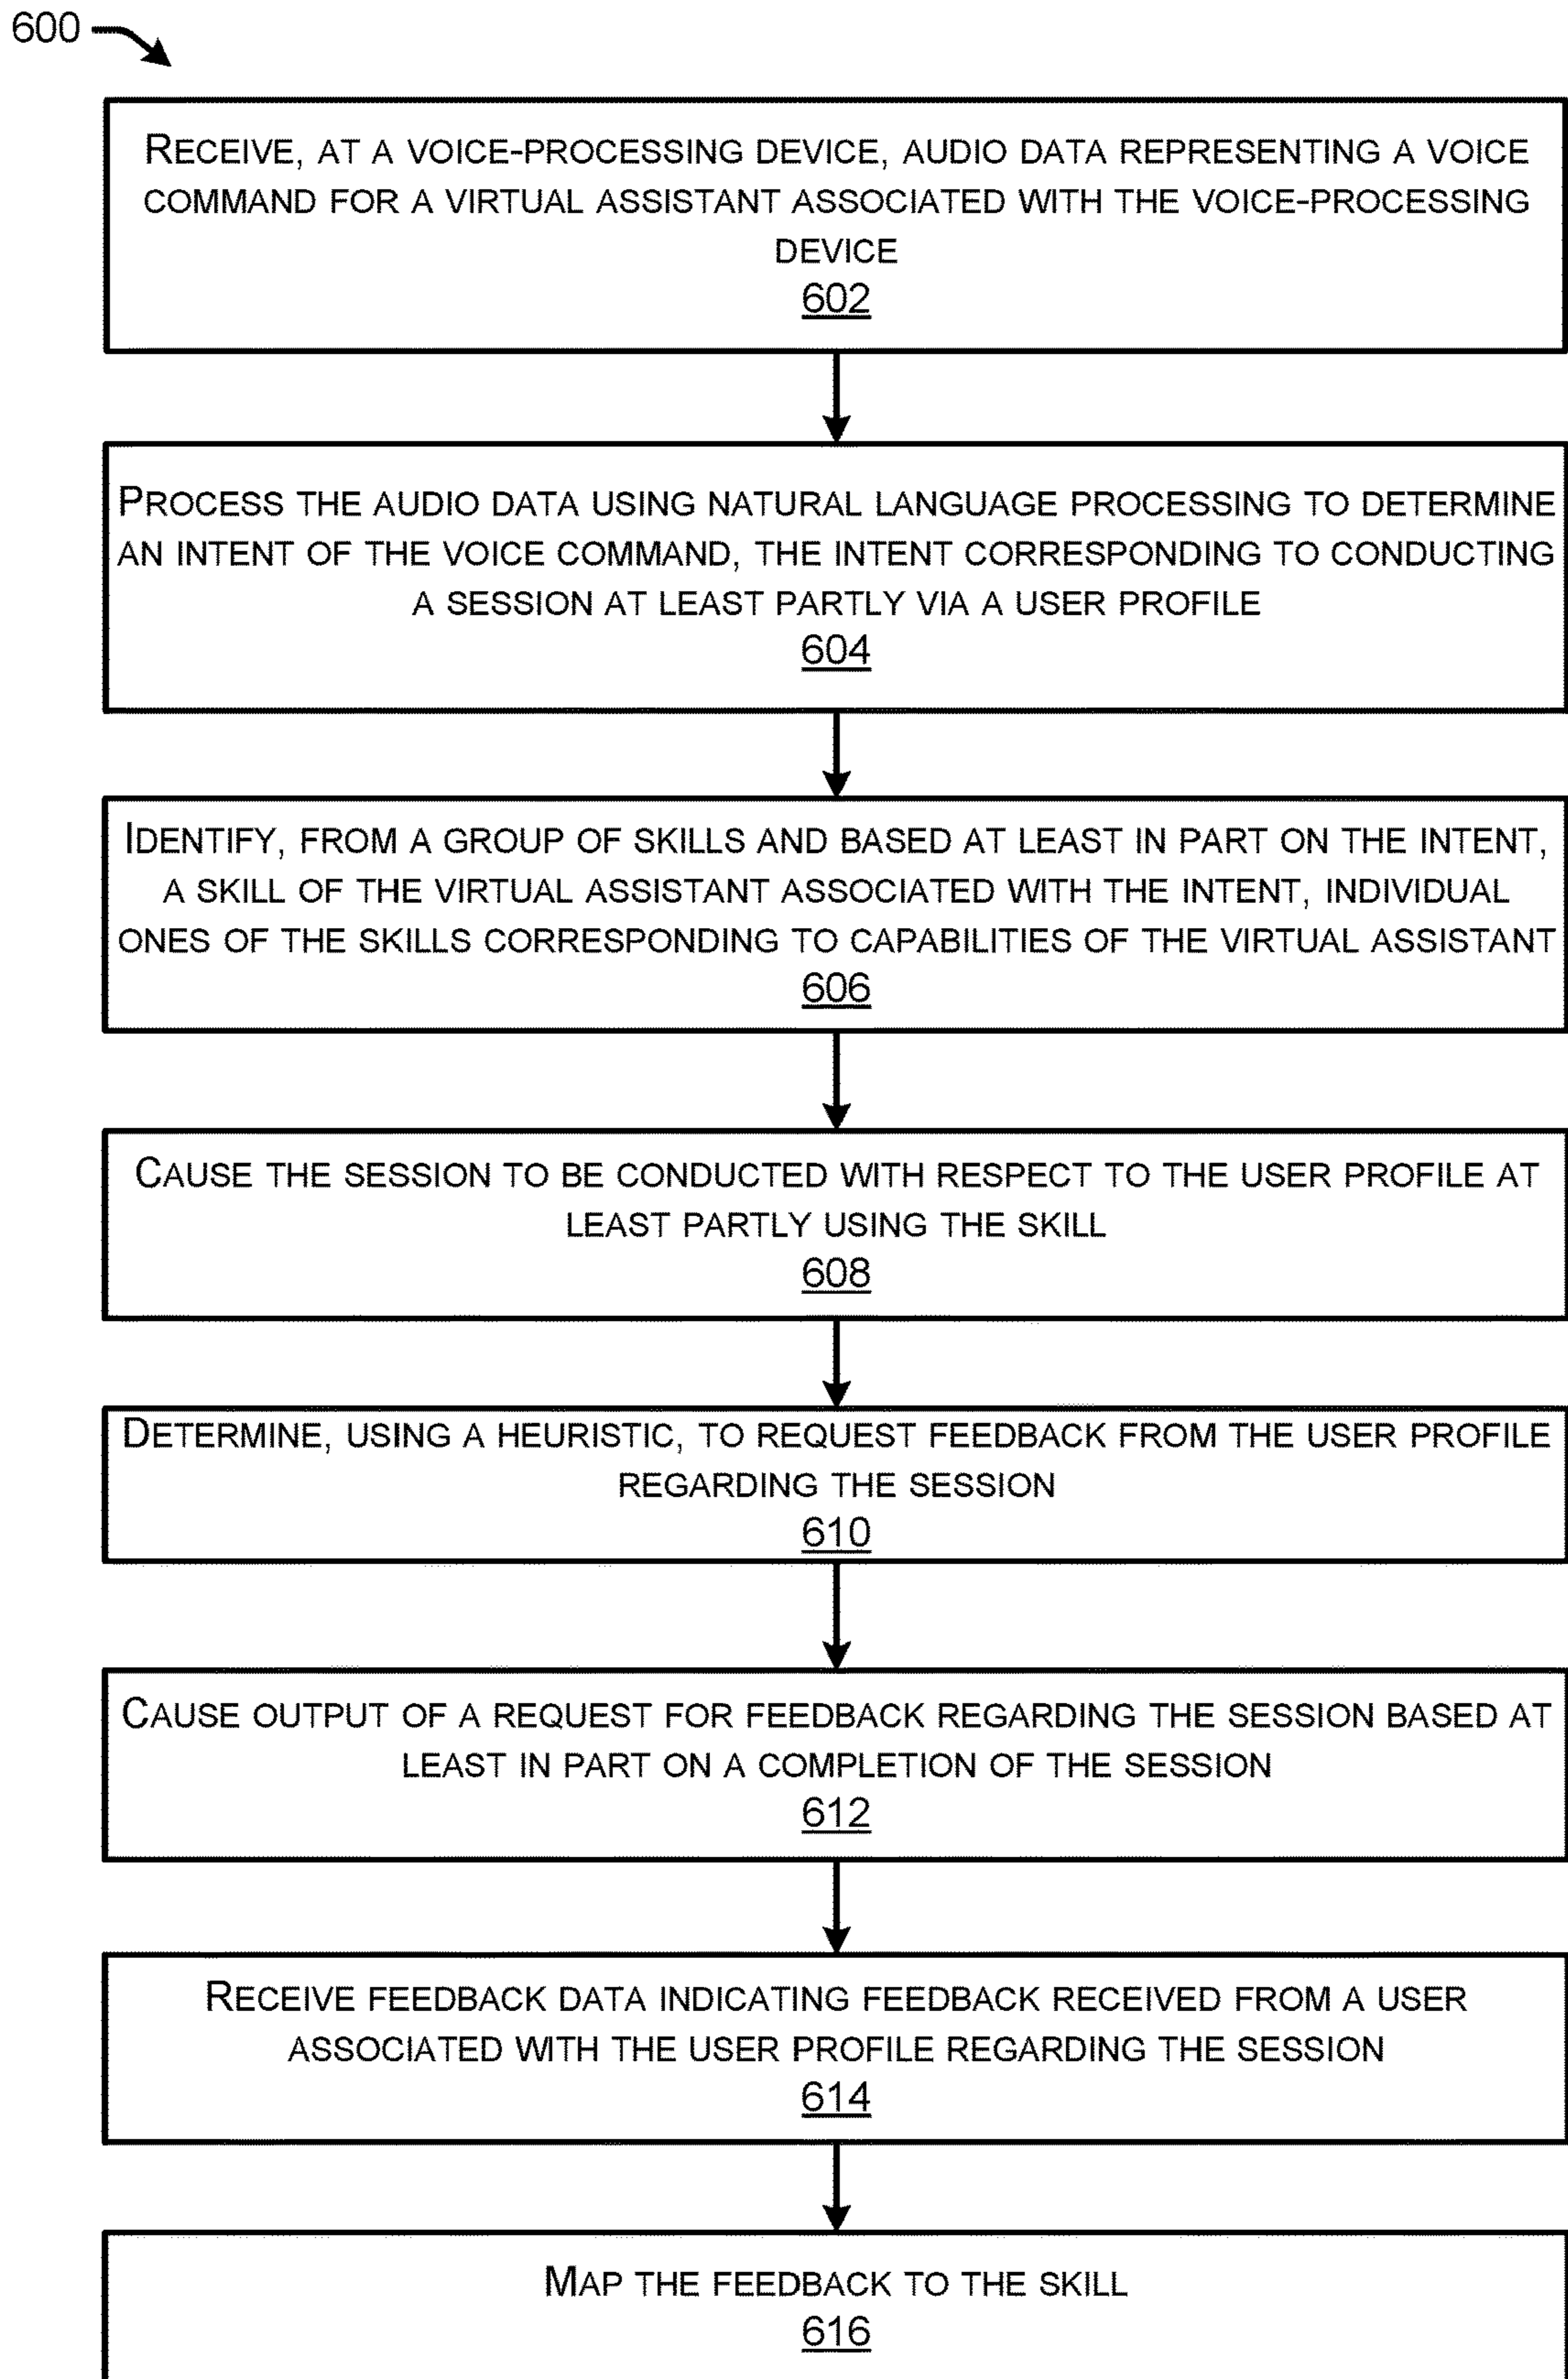 600
RECEIVE, AT A VOICE-PROCESSING DEVICE, AUDIO DATA REPRESENTING A VOICE
COMMAND FOR A VIRTUAL ASSISTANT ASSOCIATED WITH THE VOICE-PROCESSING
DEVICE
602
PROCESS THE AUDIO DATA USING NATURAL LANGUAGE PROCESSING TO DETERMINE
AN INTENT OF THE VOICE COMMAND, THE INTENT CORRESPONDING TO CONDUCTING
A SESSION AT LEAST PARTLY VIA A USER PROFILE
604
IDENTIFY, FROM A GROUP OF SKILLS AND BASED AT LEAST IN PART ON THE INTENT,
A SKILL OF THE VIRTUAL ASSISTANT ASSOCIATED WITH THE INTENT, INDIVIDUAL
ONES OF THE SKILLS CORRESPONDING TO CAPABILITIES OF THE VIRTUAL ASSISTANT
606
CAUSE THE SESSION TO BE CONDUCTED WITH RESPECT TO THE USER PROFILE AT
LEAST PARTLY USING THE SKILL
608
DETERMINE, USING A HEURISTIC, TO REQUEST FEEDBACK FROM THE USER PROFILE
REGARDING THE SESSION
610
CAUSE OUTPUT OF A REQUEST FOR FEEDBACK REGARDING THE SESSION BASED AT
LEAST IN PART ON A COMPLETION OF THE SESSION
612
RECEIVE FEEDBACK DATA INDICATING FEEDBACK RECEIVED FROM A USER
ASSOCIATED WITH THE USER PROFILE REGARDING THE SESSION
614
MAP THE FEEDBACK TO THE SKILL
616